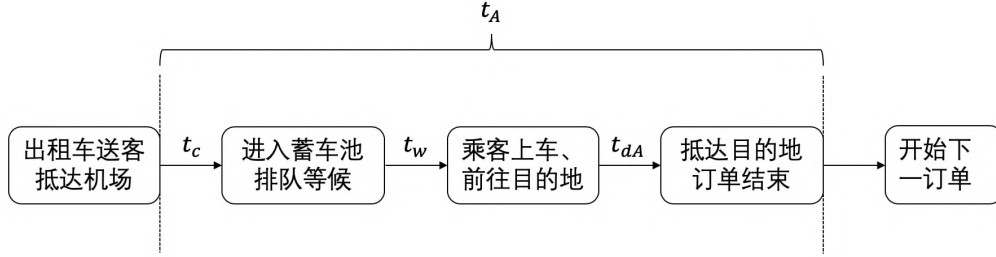 t_A
出租车送客
抵达机场
t_c
进入蓄车池
排队等候
t_w
乘客上车、
前往目的地
t_{dA}
抵达目的地
订单结束
开始下
一订单